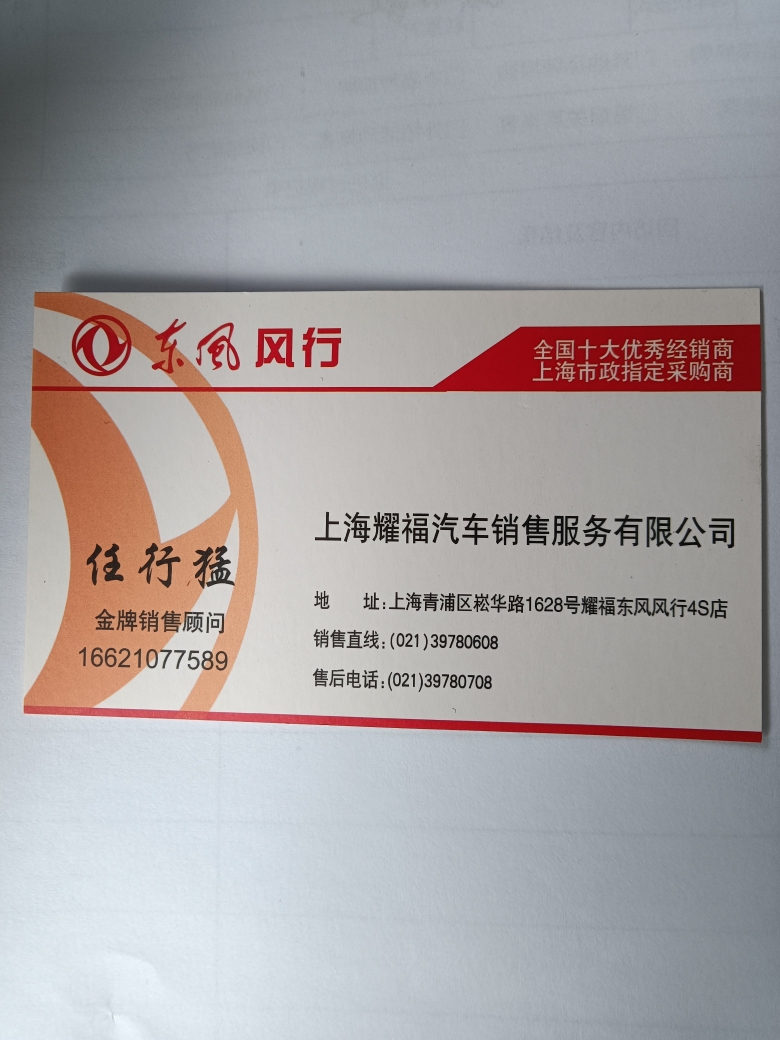 东风 风行
全国十大优秀经销商
上海市政指定采购商
上海耀福汽车销售服务有限公司
任行猛
金牌销售顾问
16621077589
地 址:上海青浦区崧华路1628号耀福东风风行4S店
销售直线:(021)39780608
售后电话:(021)39780708